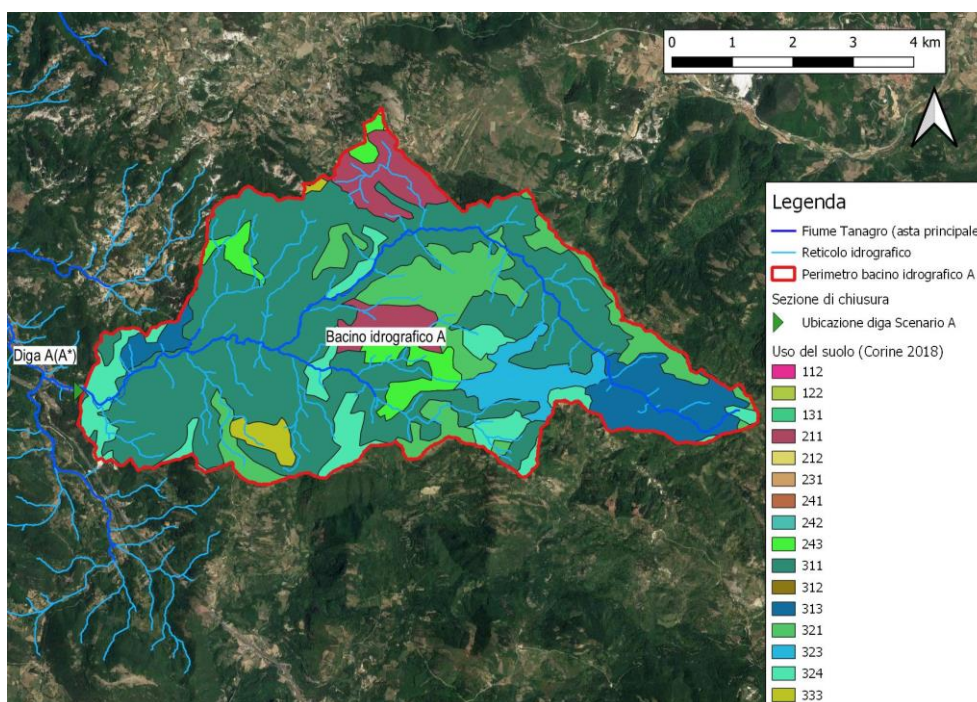 0 1 2 3 4 km
Legenda
Fiume Tanagro (asta principale
Reticolo idrografico
Perimetro bacino idrografico A
Sezione di chiusura
Ubicazione diga Scenario A
Uso del suolo (Corine 2018)
112
122
131
211
212
231
241
242
243
311
312
313
321
323
324
333
Bacino idrografico A
Diga A(A*)